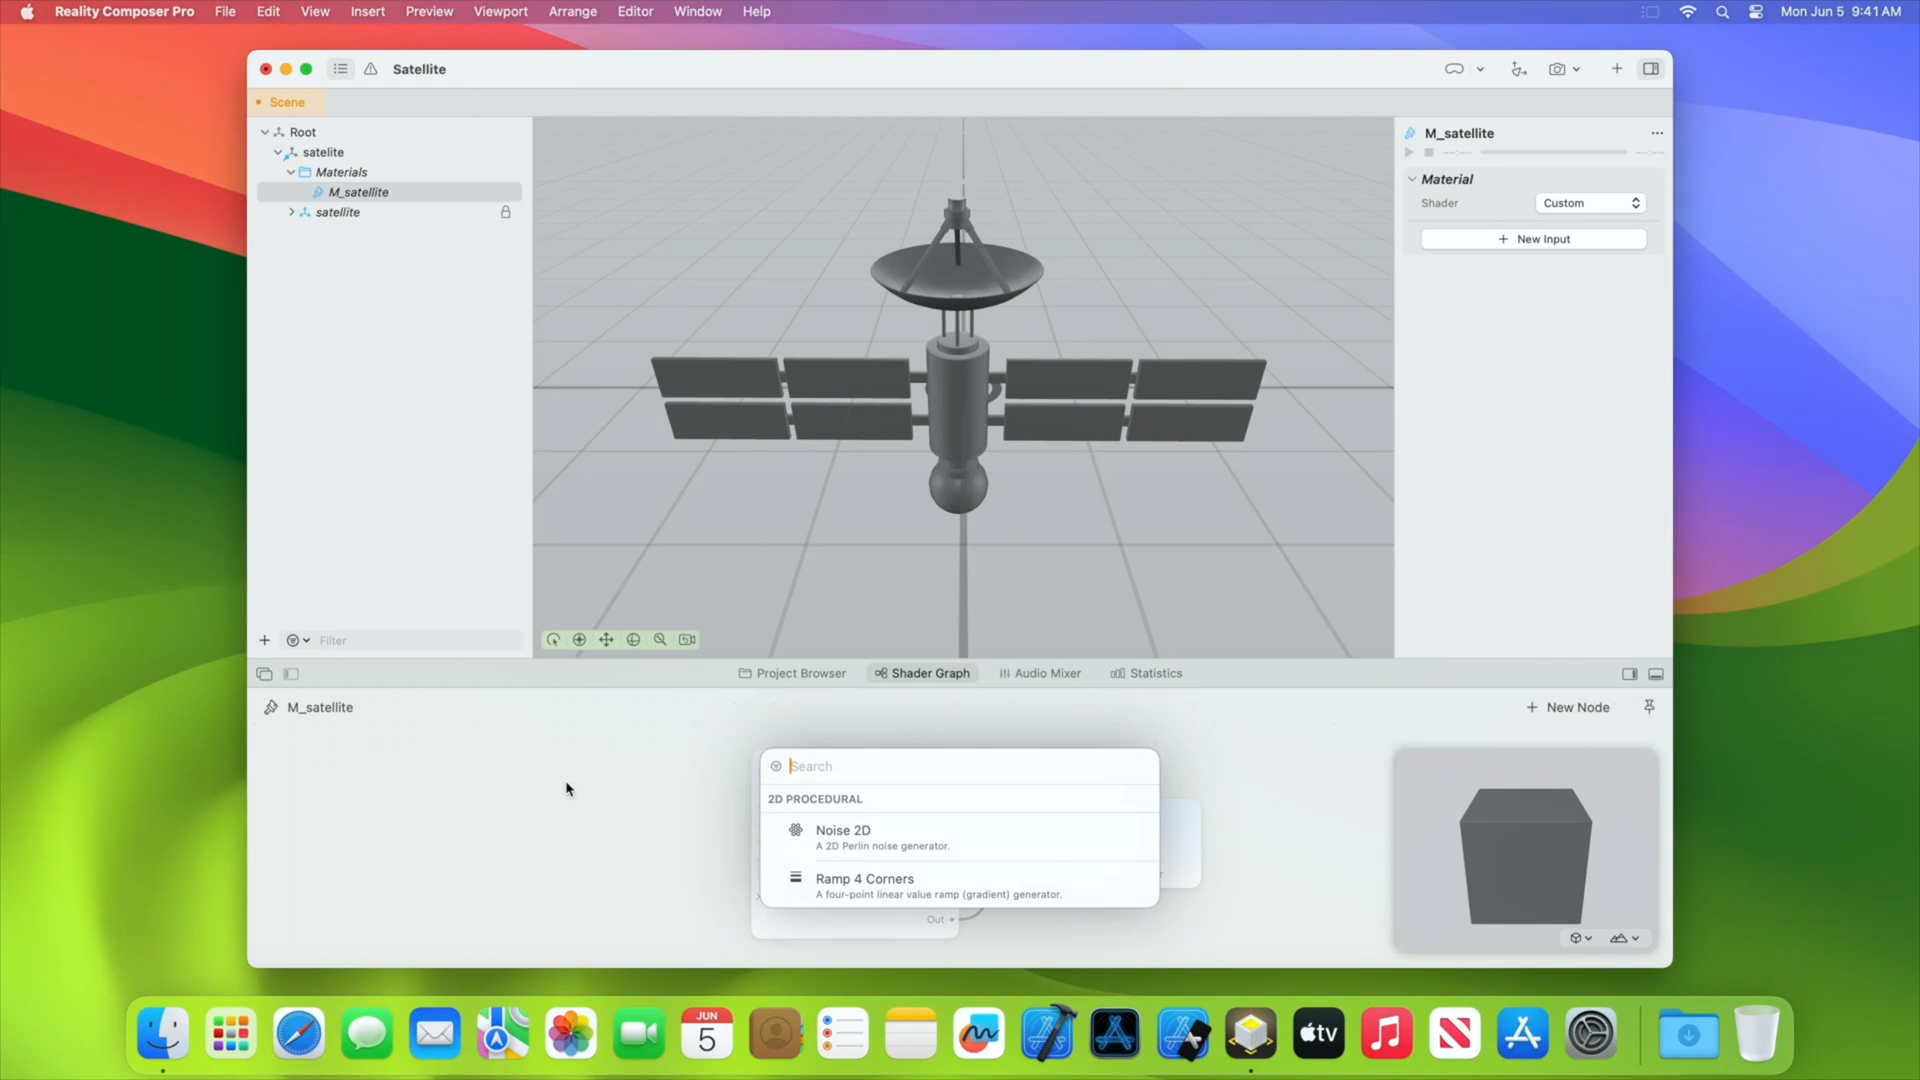 Reality Composer Pro File Edit View Insert Preview Viewport Arrange Editor Window Help Mon Jun 5 9:41 AM
Satellite
Scene
Root
satelite
Materials
M_satellite
satellite
Filter
M_satellite
Material
Shader Custom
New Input
Project Browser Shader Graph Audio Mixer Statistics
M_satellite New Node
Search
2D PROCEDURAL
Noise 2D
A 2D Perlin noise generator.
Ramp 4 Corners
A four-point linear value ramp (gradient) generator.
Out
JUN
5
tv